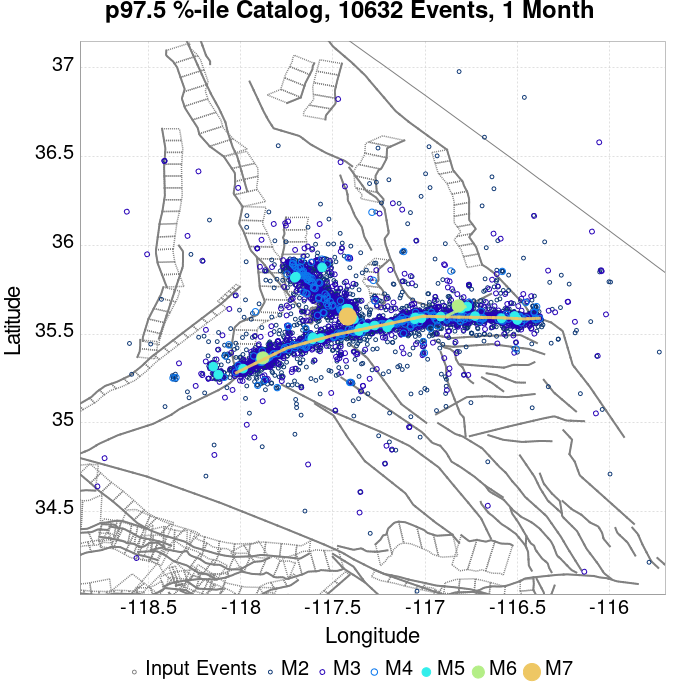 p97.5 %-ile Catalog, 10632 Events, 1 Month
37
36.5
36
35.5
35
34.5
Latitude
-118.5 -118 -117.5 -117 -116.5 -116
Longitude
Input Events M2 M3 M4 M5 M6 M7